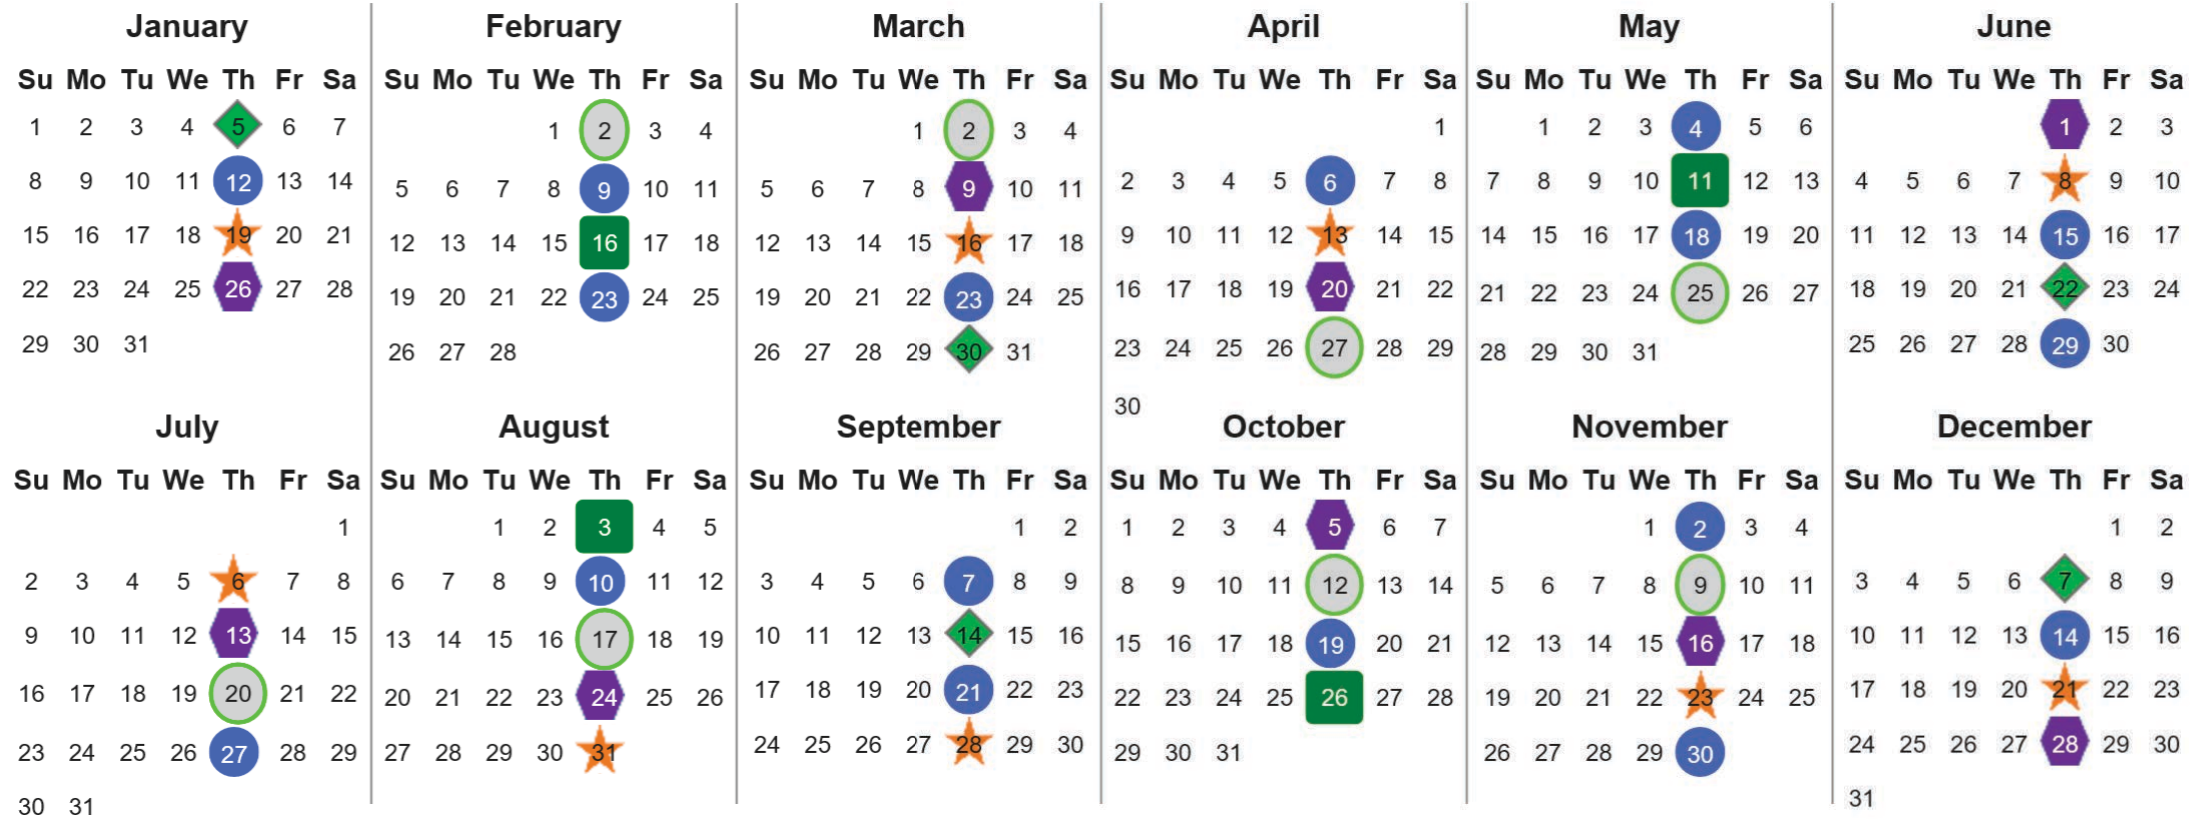 January
Su Mo Tu We Th Fr Sa
1 2 3 4 5 6 7
8 9 10 11 12 13 14
15 16 17 18 19 20 21
22 23 24 25 26 27 28
29 30 31
February
Su Mo Tu We Th Fr Sa
1 2 3 4
5 6 7 8 9 10 11
12 13 14 15 16 17 18
19 20 21 22 23 24 25
26 27 28
March
Su Mo Tu We Th Fr Sa
1 2 3 4
5 6 7 8 9 10 11
12 13 14 15 16 17 18
19 20 21 22 23 24 25
26 27 28 29 30 31
April
Su Mo Tu We Th Fr Sa
1
2 3 4 5 6 7 8
9 10 11 12 13 14 15
16 17 18 19 20 21 22
23 24 25 26 27 28 29
30
May
Su Mo Tu We Th Fr Sa
1 2 3 4 5 6
7 8 9 10 11 12 13
14 15 16 17 18 19 20
21 22 23 24 25 26 27
28 29 30 31
June
Su Mo Tu We Th Fr Sa
1 2 3
4 5 6 7 8 9 10
11 12 13 14 15 16 17
18 19 20 21 22 23 24
25 26 27 28 29 30
July
Su Mo Tu We Th Fr Sa
1
2 3 4 5 6 7 8
9 10 11 12 13 14 15
16 17 18 19 20 21 22
23 24 25 26 27 28 29
30 31
August
Su Mo Tu We Th Fr Sa
1 2 3 4 5
6 7 8 9 10 11 12
13 14 15 16 17 18 19
20 21 22 23 24 25 26
27 28 29 30 31
September
Su Mo Tu We Th Fr Sa
1 2
3 4 5 6 7 8 9
10 11 12 13 14 15 16
17 18 19 20 21 22 23
24 25 26 27 28 29 30
October
Su Mo Tu We Th Fr Sa
1 2 3 4 5 6 7
8 9 10 11 12 13 14
15 16 17 18 19 20 21
22 23 24 25 26 27 28
29 30 31
November
Su Mo Tu We Th Fr Sa
1 2 3 4
5 6 7 8 9 10 11
12 13 14 15 16 17 18
19 20 21 22 23 24 25
26 27 28 29 30
December
Su Mo Tu We Th Fr Sa
1 2
3 4 5 6 7 8 9
10 11 12 13 14 15 16
17 18 19 20 21 22 23
24 25 26 27 28 29 30
31